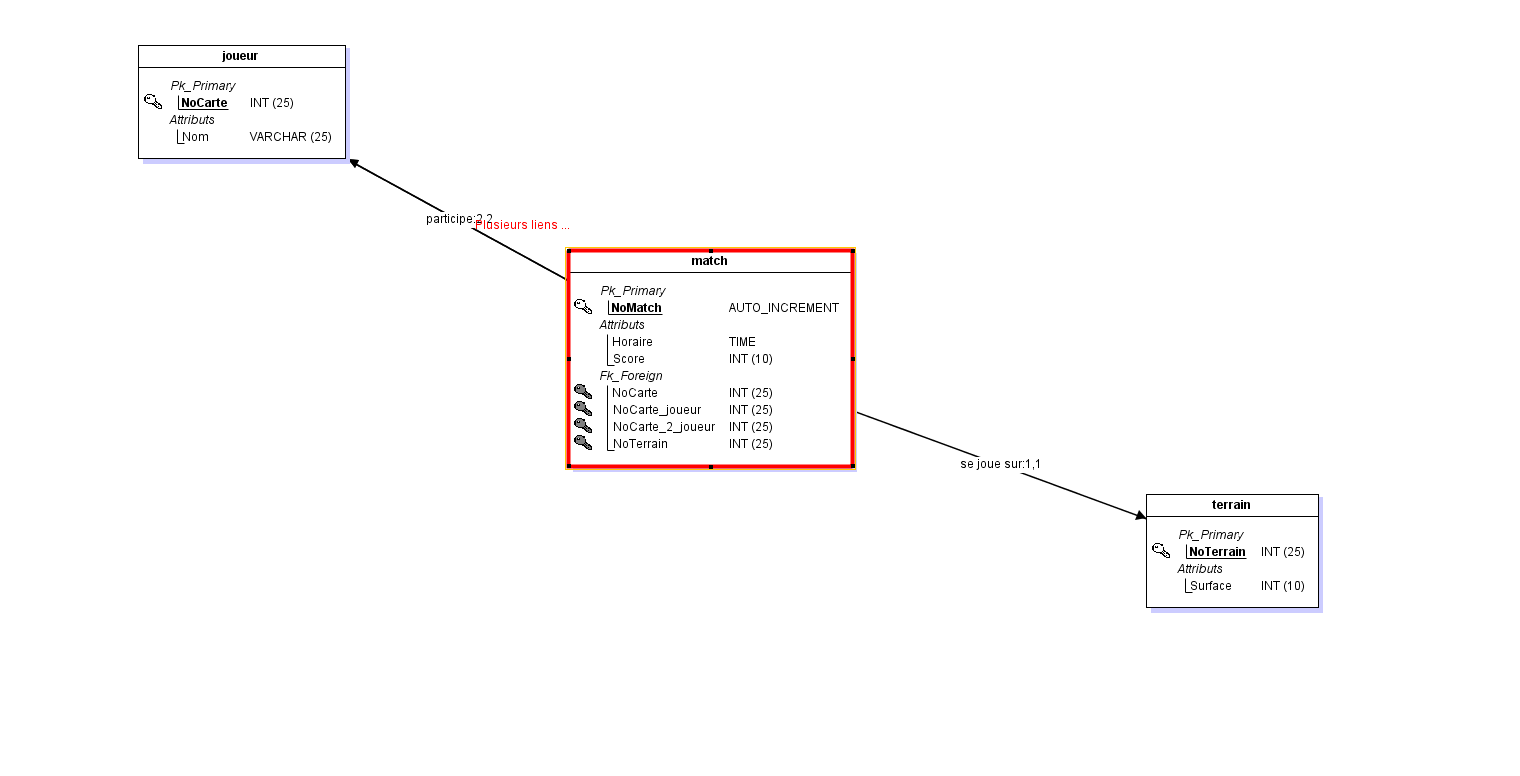 joueur
Pk_Primary
NoCarte INT (25)
Attributs
Nom VARCHAR (25)
participe:2,2
Plusieurs liens ...
match
Pk_Primary
NoMatch AUTO_INCREMENT
Attributs
Horaire TIME
Score INT (10)
Fk_Foreign
NoCarte INT (25)
NoCarte_joueur INT (25)
NoCarte_2_joueur INT (25)
NoTerrain INT (25)
se joue sur:1,1
terrain
Pk_Primary
NoTerrain INT (25)
Attributs
Surface INT (10)